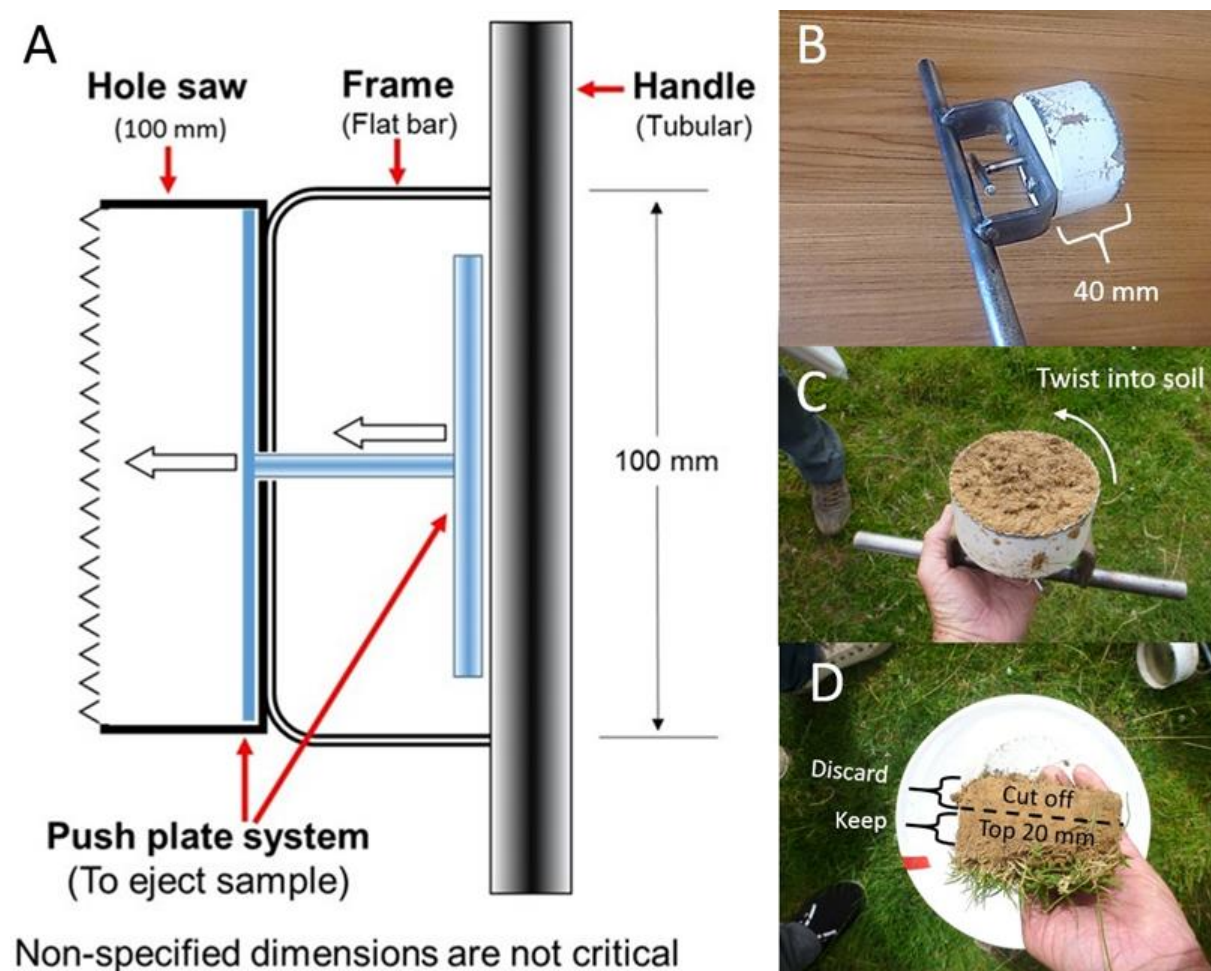 A
Hole saw
(100 mm)
Frame
(Flat bar)
Handle
(Tubular)
100 mm
Push plate system
(To eject sample)
Non-specified dimensions are not critical
B
40 mm
C
Twist into soil
D
Discard
Keep
Cut off
Top 20 mm